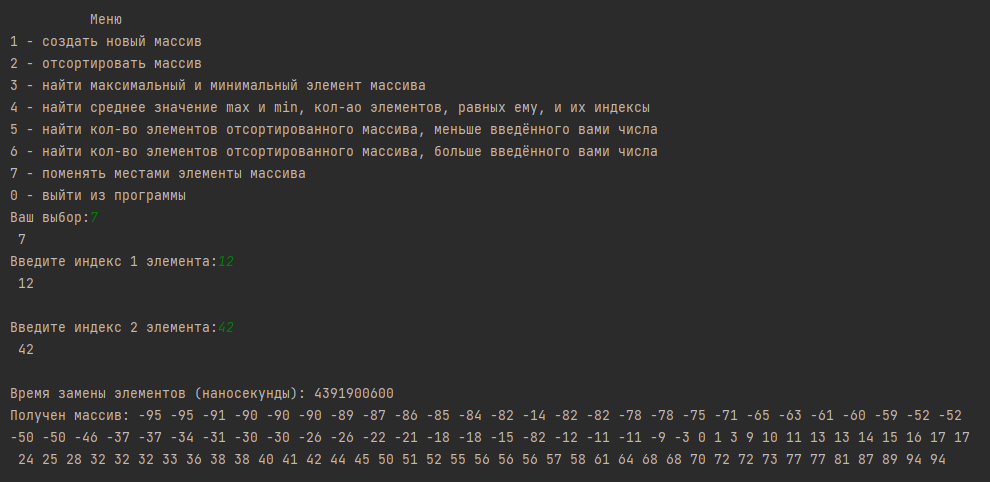 Меню
1 - создать новый массив
2 - отсортировать массив
3 - найти максимальный и минимальный элемент массива
4 - найти среднее значение max и min, кол-ао элементов, равных ему, и их индексы
5 - найти кол-во элементов отсортированного массива, меньше введённого вами числа
6 - найти кол-во элементов отсортированного массива, больше введённого вами числа
7 - поменять местами элементы массива
0 - выйти из программы
Ваш выбор:7
7
Введите индекс 1 элемента:12
12
Введите индекс 2 элемента:42
42
Время замены элементов (наносекунды): 4391900600
Получен массив: -95 -95 -91 -90 -90 -90 -89 -87 -86 -85 -84 -82 -14 -82 -82 -78 -78 -75 -71 -65 -63 -61 -60 -59 -52 -52
-50 -50 -46 -37 -37 -34 -31 -30 -30 -26 -26 -22 -21 -18 -18 -15 -82 -12 -11 -11 -9 -3 0 1 3 9 10 11 13 13 14 15 16 17 17
24 25 28 32 32 32 33 36 38 38 40 41 42 44 45 50 51 52 55 56 56 56 57 58 61 64 68 68 70 72 72 73 77 77 81 87 89 94 94